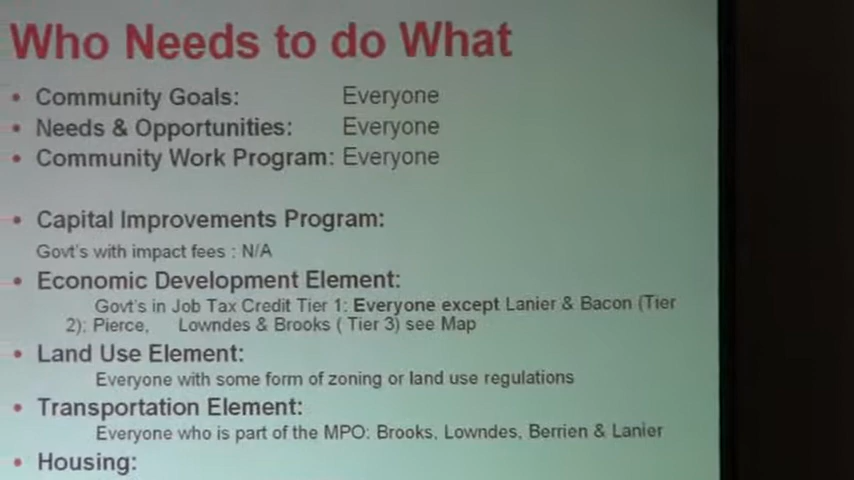 Who Needs to do What
• Community Goals: Everyone
• Needs & Opportunities: Everyone
• Community Work Program: Everyone
• Capital Improvements Program:
Govt's with impact fees : N/A
• Economic Development Element:
Govt's in Job Tax Credit Tier 1: Everyone except Lanier & Bacon (Tier
2); Pierce, Lowndes & Brooks ( Tier 3) see Map
• Land Use Element:
Everyone with some form of zoning or land use regulations
• Transportation Element:
Everyone who is part of the MPO: Brooks, Lowndes, Berrien & Lanier
• Housing: